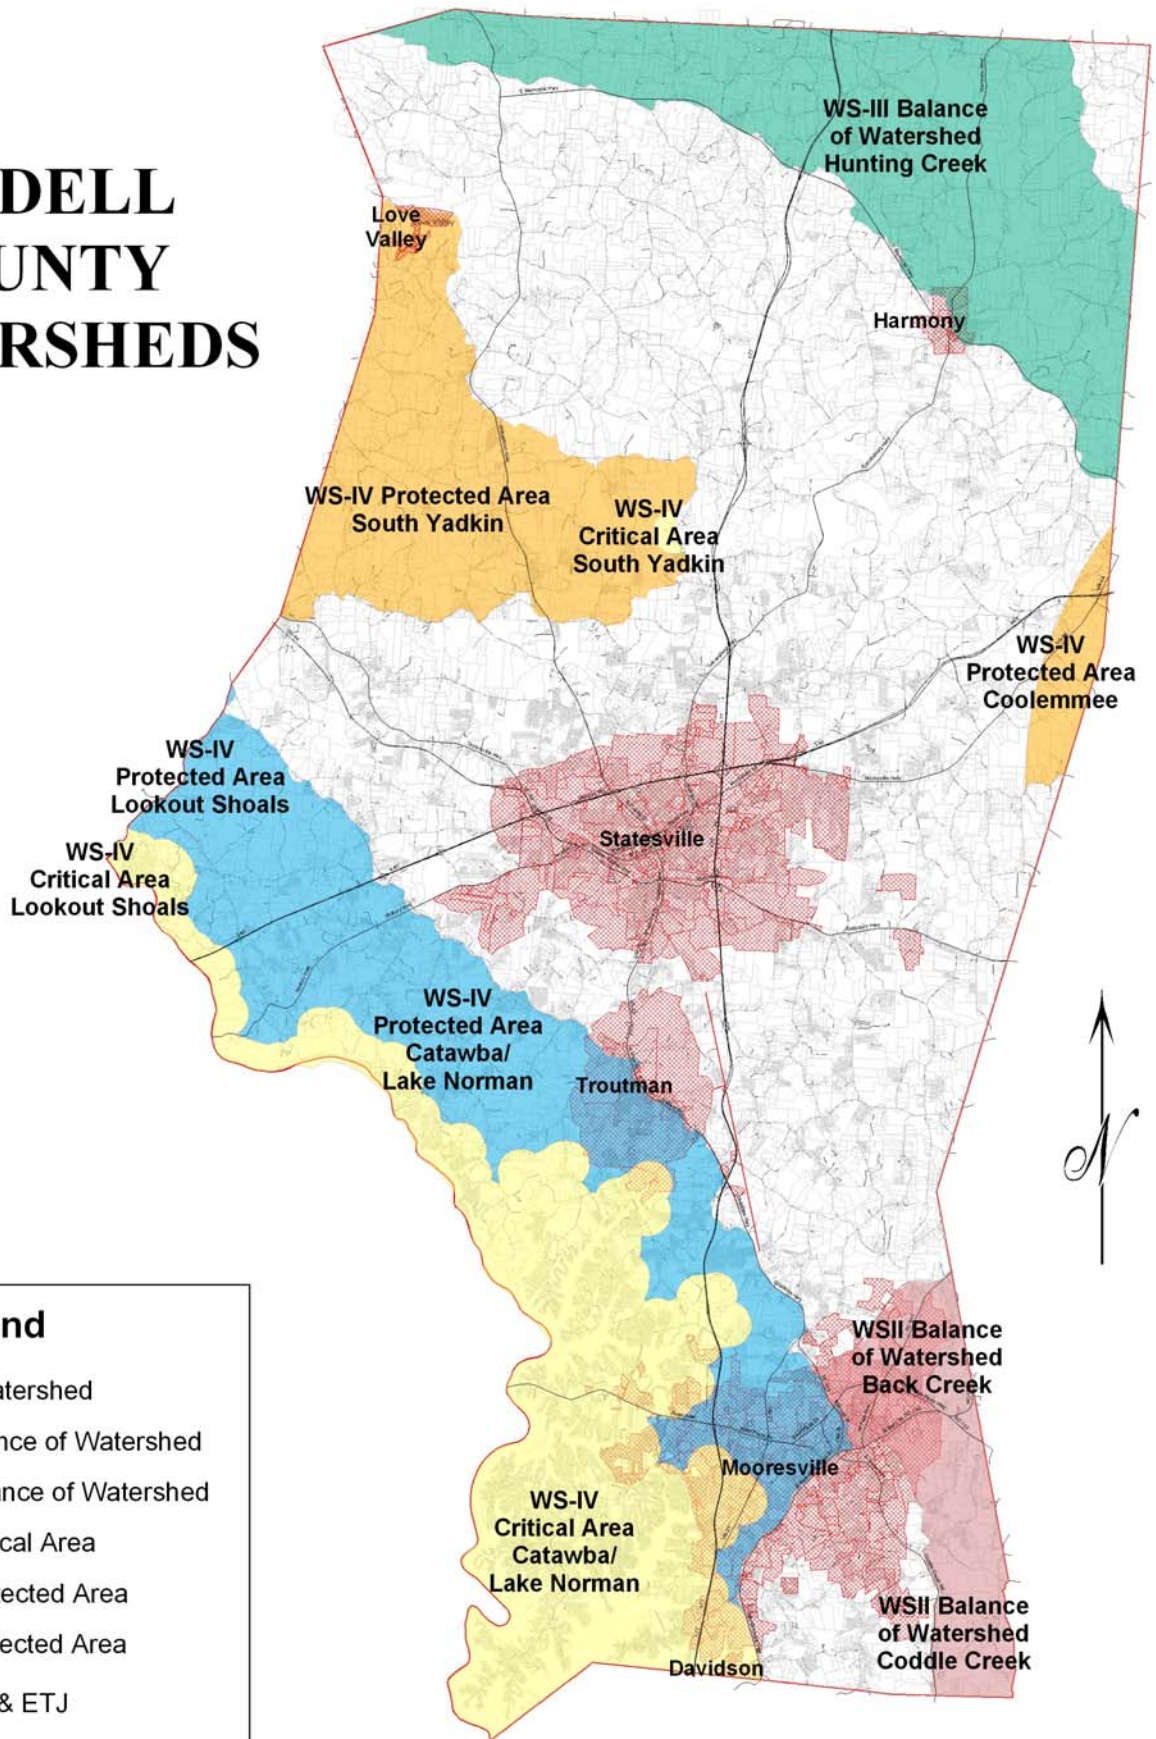 DELL
UNTY
RSHEDS
WS-III Balance
of Watershed
Hunting Creek
Love
Valley
Harmony
WS-IV Protected Area
South Yadkin
WS-IV
Critical Area
South Yadkin
WS-IV
Protected Area
Coolemmee
WS-IV
Protected Area
Lookout Shoals
WS-IV
Critical Area
Lookout Shoals
Statesville
WS-IV
Protected Area
Catawba/
Lake Norman
Troutman
N
WSII Balance
of Watershed
Back Creek
Mooresville
WS-IV
Critical Area
Catawba/
Lake Norman
WSII Balance
of Watershed
Coddle Creek
Davidson
nd
atershed
nce of Watershed
ance of Watershed
cal Area
ected Area
ected Area
& ETJ